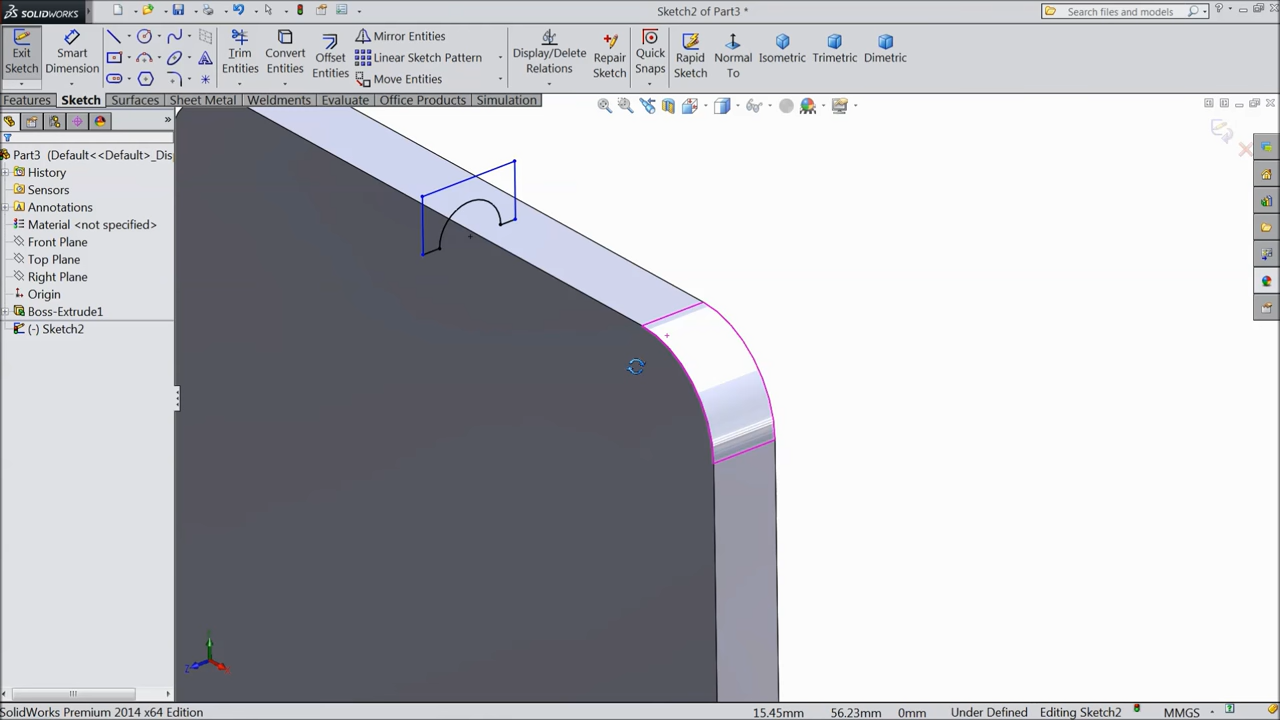 SOLIDWORKS
Sketch2 of Part3 *
Search files and models
Exit Sketch
Smart Dimension
Trim Entities
Convert Entities
Offset Entities
Mirror Entities
Linear Sketch Pattern
Move Entities
Display/Delete Relations
Repair Sketch
Quick Snaps
Rapid Sketch
Normal To
Isometric
Trimetric
Dimetric
Features
Sketch
Surfaces
Sheet Metal
Weldments
Evaluate
Office Products
Simulation
Part3 (Default<<Default>_Disp
History
Sensors
Annotations
Material <not specified>
Front Plane
Top Plane
Right Plane
Origin
Boss-Extrude1
(-) Sketch2
SolidWorks Premium 2014 x64 Edition
15.45mm
56.23mm
0mm
Under Defined
Editing Sketch2
MMGS